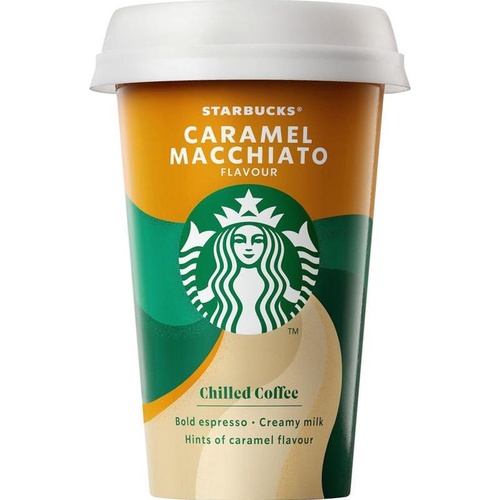 STARBUCKS®
CARAMEL
MACCHIATO
FLAVOUR
TM
Chilled Coffee
Bold espresso • Creamy milk
Hints of caramel flavour